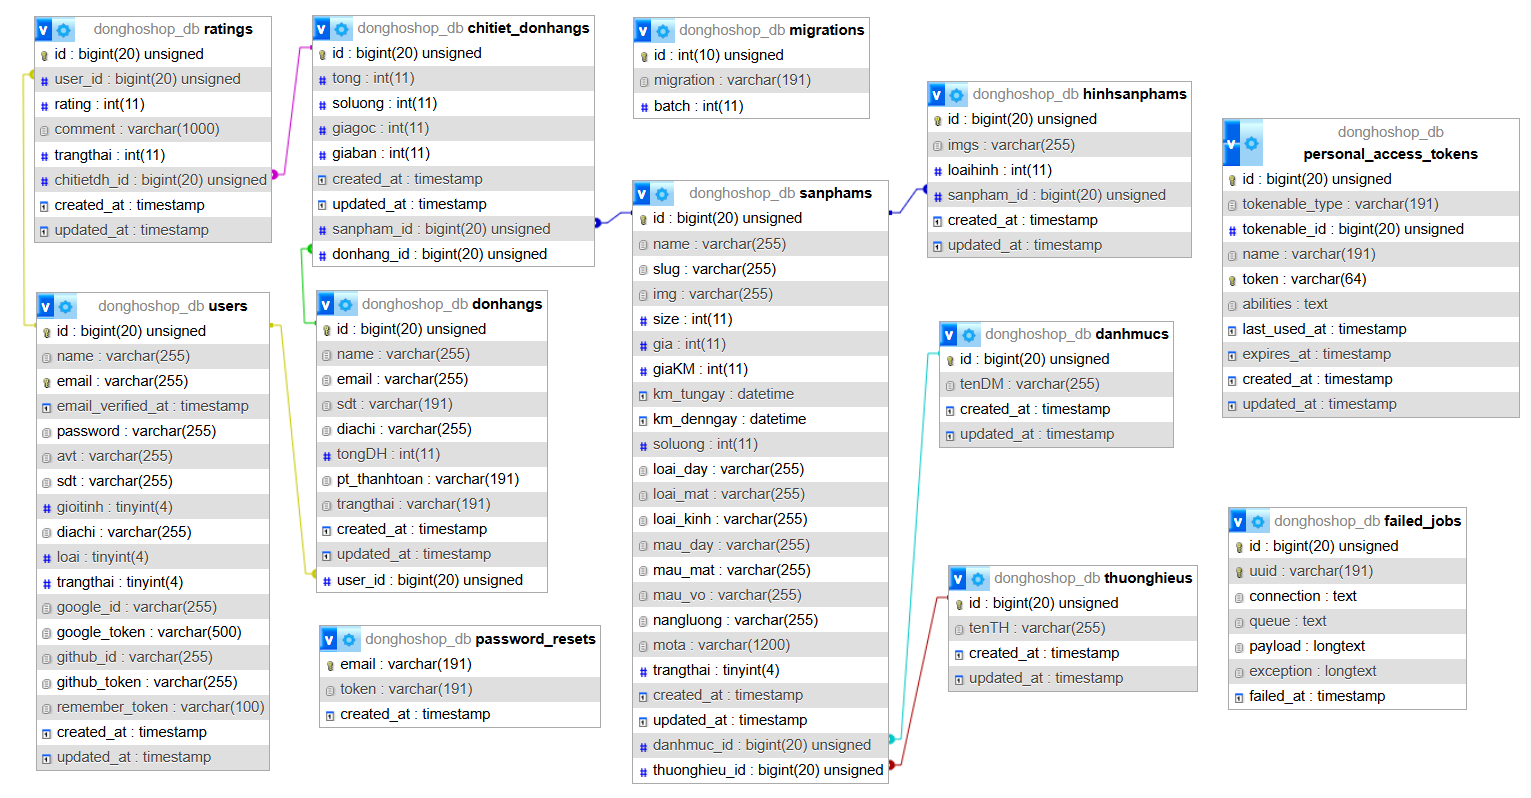 donghoshop_db ratings
id : bigint(20) unsigned
user_id : bigint(20) unsigned
rating : int(11)
comment : varchar(1000)
trangthai : int(11)
chitietdh_id : bigint(20) unsigned
created_at : timestamp
updated_at : timestamp
donghoshop_db chitiet_donhangs
id : bigint(20) unsigned
tong : int(11)
soluong : int(11)
giagoc : int(11)
giaban : int(11)
created_at : timestamp
updated_at : timestamp
sanpham_id : bigint(20) unsigned
donhang_id : bigint(20) unsigned
donghoshop_db migrations
id : int(10) unsigned
migration : varchar(191)
batch : int(11)
donghoshop_db hinhsanphams
id : bigint(20) unsigned
imgs : varchar(255)
loaihinh : int(11)
sanpham_id : bigint(20) unsigned
created_at : timestamp
updated_at : timestamp
donghoshop_db
personal_access_tokens
id : bigint(20) unsigned
tokenable_type : varchar(191)
tokenable_id : bigint(20) unsigned
name : varchar(191)
token : varchar(64)
abilities : text
last_used_at : timestamp
expires_at : timestamp
created_at : timestamp
updated_at : timestamp
donghoshop_db users
id : bigint(20) unsigned
name : varchar(255)
email : varchar(255)
email_verified_at : timestamp
password : varchar(255)
avt : varchar(255)
sdt : varchar(255)
gioitinh : tinyint(4)
diachi : varchar(255)
loai : tinyint(4)
trangthai : tinyint(4)
google_id : varchar(255)
google_token : varchar(500)
github_id : varchar(255)
github_token : varchar(255)
remember_token : varchar(100)
created_at : timestamp
updated_at : timestamp
donghoshop_db donhangs
id : bigint(20) unsigned
name : varchar(255)
email : varchar(255)
sdt : varchar(191)
diachi : varchar(255)
tongDH : int(11)
pt_thanhtoan : varchar(191)
trangthai : varchar(191)
created_at : timestamp
updated_at : timestamp
user_id : bigint(20) unsigned
donghoshop_db password_resets
email : varchar(191)
token : varchar(191)
created_at : timestamp
donghoshop_db sanphams
id : bigint(20) unsigned
name : varchar(255)
slug : varchar(255)
img : varchar(255)
size : int(11)
gia : int(11)
giaKM : int(11)
km_tungay : datetime
km_denngay : datetime
soluong : int(11)
loai_day : varchar(255)
loai_mat : varchar(255)
loai_kinh : varchar(255)
mau_day : varchar(255)
mau_mat : varchar(255)
mau_vo : varchar(255)
nangluong : varchar(255)
mota : varchar(1200)
trangthai : tinyint(4)
created_at : timestamp
updated_at : timestamp
danhmuc_id : bigint(20) unsigned
thuonghieu_id : bigint(20) unsigned
donghoshop_db danhmucs
id : bigint(20) unsigned
tenDM : varchar(255)
created_at : timestamp
updated_at : timestamp
donghoshop_db thuonghieus
id : bigint(20) unsigned
tenTH : varchar(255)
created_at : timestamp
updated_at : timestamp
donghoshop_db failed_jobs
id : bigint(20) unsigned
uuid : varchar(191)
connection : text
queue : text
payload : longtext
exception : longtext
failed_at : timestamp